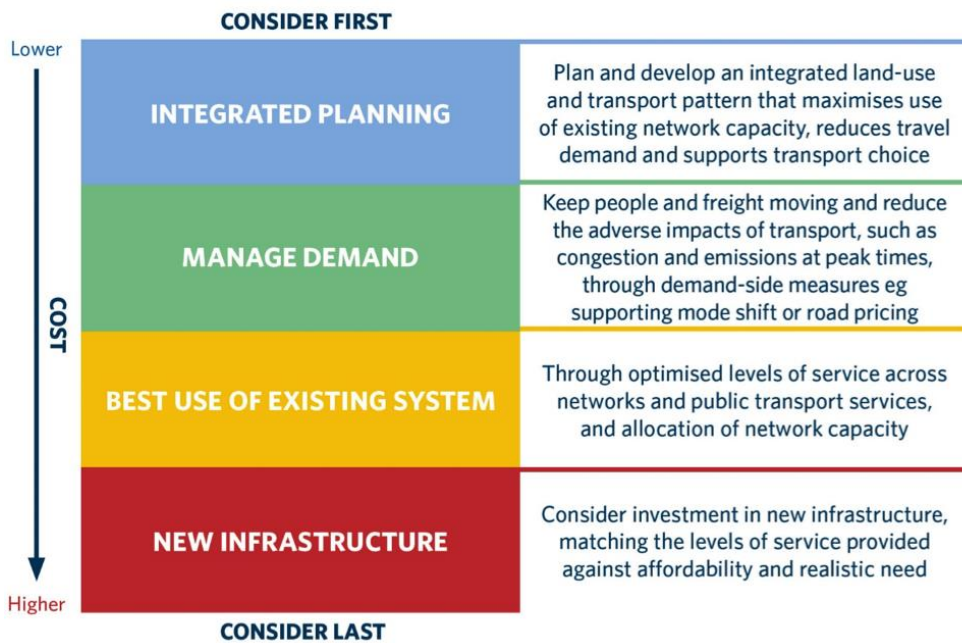 CONSIDER FIRST
Lower
INTEGRATED PLANNING
Plan and develop an integrated land-use
and transport pattern that maximises use
of existing network capacity, reduces travel
demand and supports transport choice
MANAGE DEMAND
Keep people and freight moving and reduce
the adverse impacts of transport, such as
congestion and emissions at peak times,
through demand-side measures eg
supporting mode shift or road pricing
COST
BEST USE OF EXISTING SYSTEM
Through optimised levels of service across
networks and public transport services,
and allocation of network capacity
NEW INFRASTRUCTURE
Consider investment in new infrastructure,
matching the levels of service provided
against affordability and realistic need
Higher
CONSIDER LAST